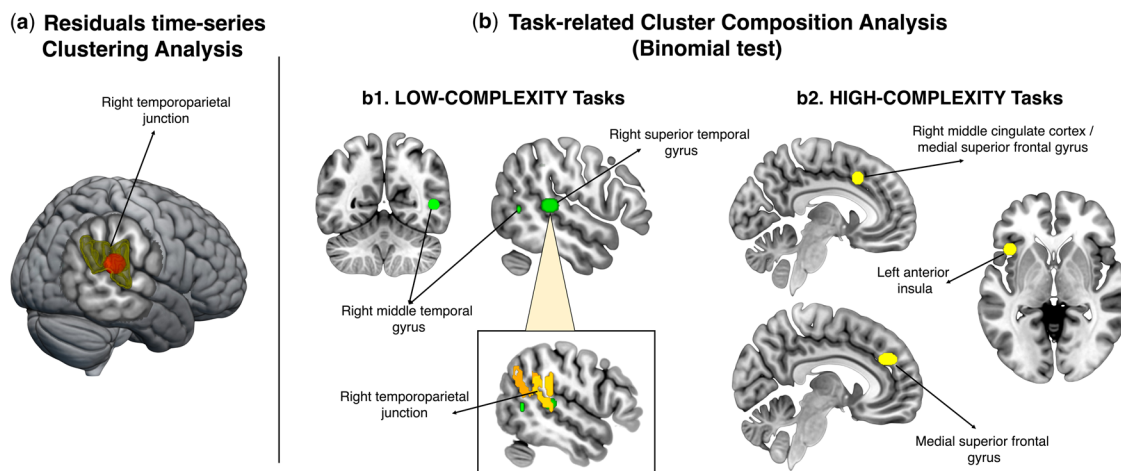 (a) Residuals time-series
Clustering Analysis
Right temporoparietal
junction
(b) Task-related Cluster Composition Analysis
(Binomial test)
b1. LOW-COMPLEXITY Tasks
Right superior temporal
gyrus
Right middle temporal
gyrus
Right temporoparietal
junction
b2. HIGH-COMPLEXITY Tasks
Right middle cingulate cortex /
medial superior frontal gyrus
Left anterior
insula
Medial superior frontal
gyrus